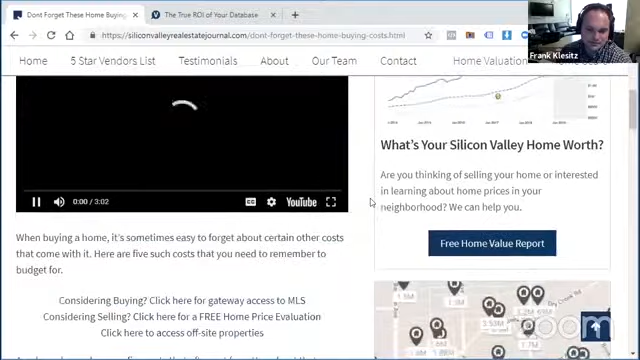 Dont Forget These Home Buying
The True ROI of Your Database
https://siliconvalleyrealestatejournal.com/dont-forget-these-home-buying-costs.html
Frank Klesitz
Home
5 Star Vendors List
Testimonials
About
Our Team
Home Valuation
Contact
What's Your Silicon Valley Home Worth?
Are you thinking of selling your home or interested
in learning about home prices in your
neighborhood? We can help you.
Free Home Value Report
0:00 / 3:02
CC
YouTube
When buying a home, it's sometimes easy to forget about certain other costs
that come with it. Here are five such costs that you need to remember to
budget for.
Considering Buying? Click here for gateway access to MLS
Considering Selling? Click here for a FREE Home Price Evaluation
Click here to access off-site properties
zoom